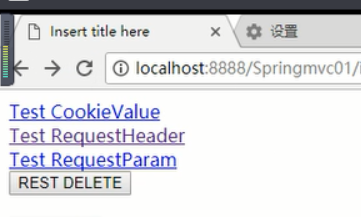 Insert title here
设置
localhost:8888/Springmvc01/i
Test CookieValue
Test RequestHeader
Test RequestParam
REST DELETE